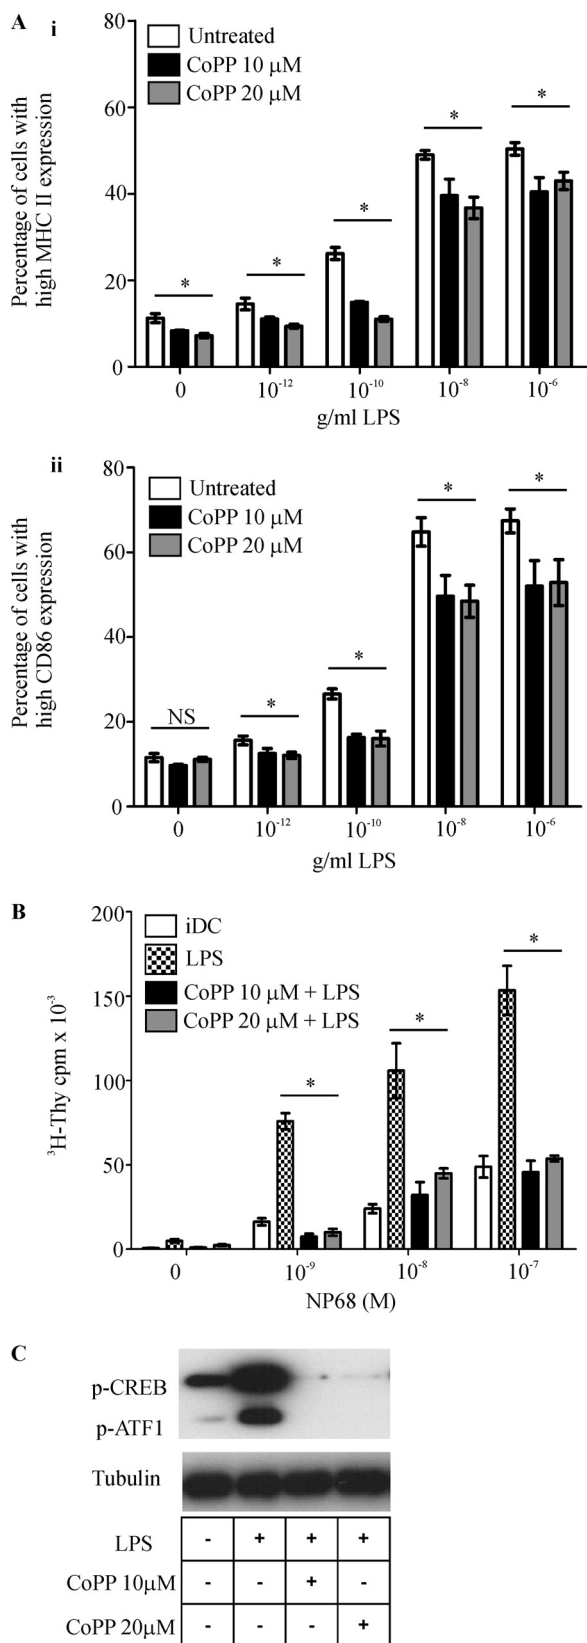 A i
Untreated
CoPP 10 μM
CoPP 20 μM
Percentage of cells with
high MHC II expression
80
60
40
20
0
* * * * *
0 10⁻¹² 10⁻¹⁰ 10⁻⁸ 10⁻⁶
g/ml LPS
ii
Untreated
CoPP 10 μM
CoPP 20 μM
Percentage of cells with
high CD86 expression
80
60
40
20
0
NS * * * *
0 10⁻¹² 10⁻¹⁰ 10⁻⁸ 10⁻⁶
g/ml LPS
B
iDC
LPS
CoPP 10 μM + LPS
CoPP 20 μM + LPS
³H-Thy cpm x 10⁻³
200
150
100
50
0
* * *
0 10⁻⁹ 10⁻⁸ 10⁻⁷
NP68 (M)
C
p-CREB
p-ATF1
Tubulin
LPS - + + +
CoPP 10μM - - + -
CoPP 20μM - - - +